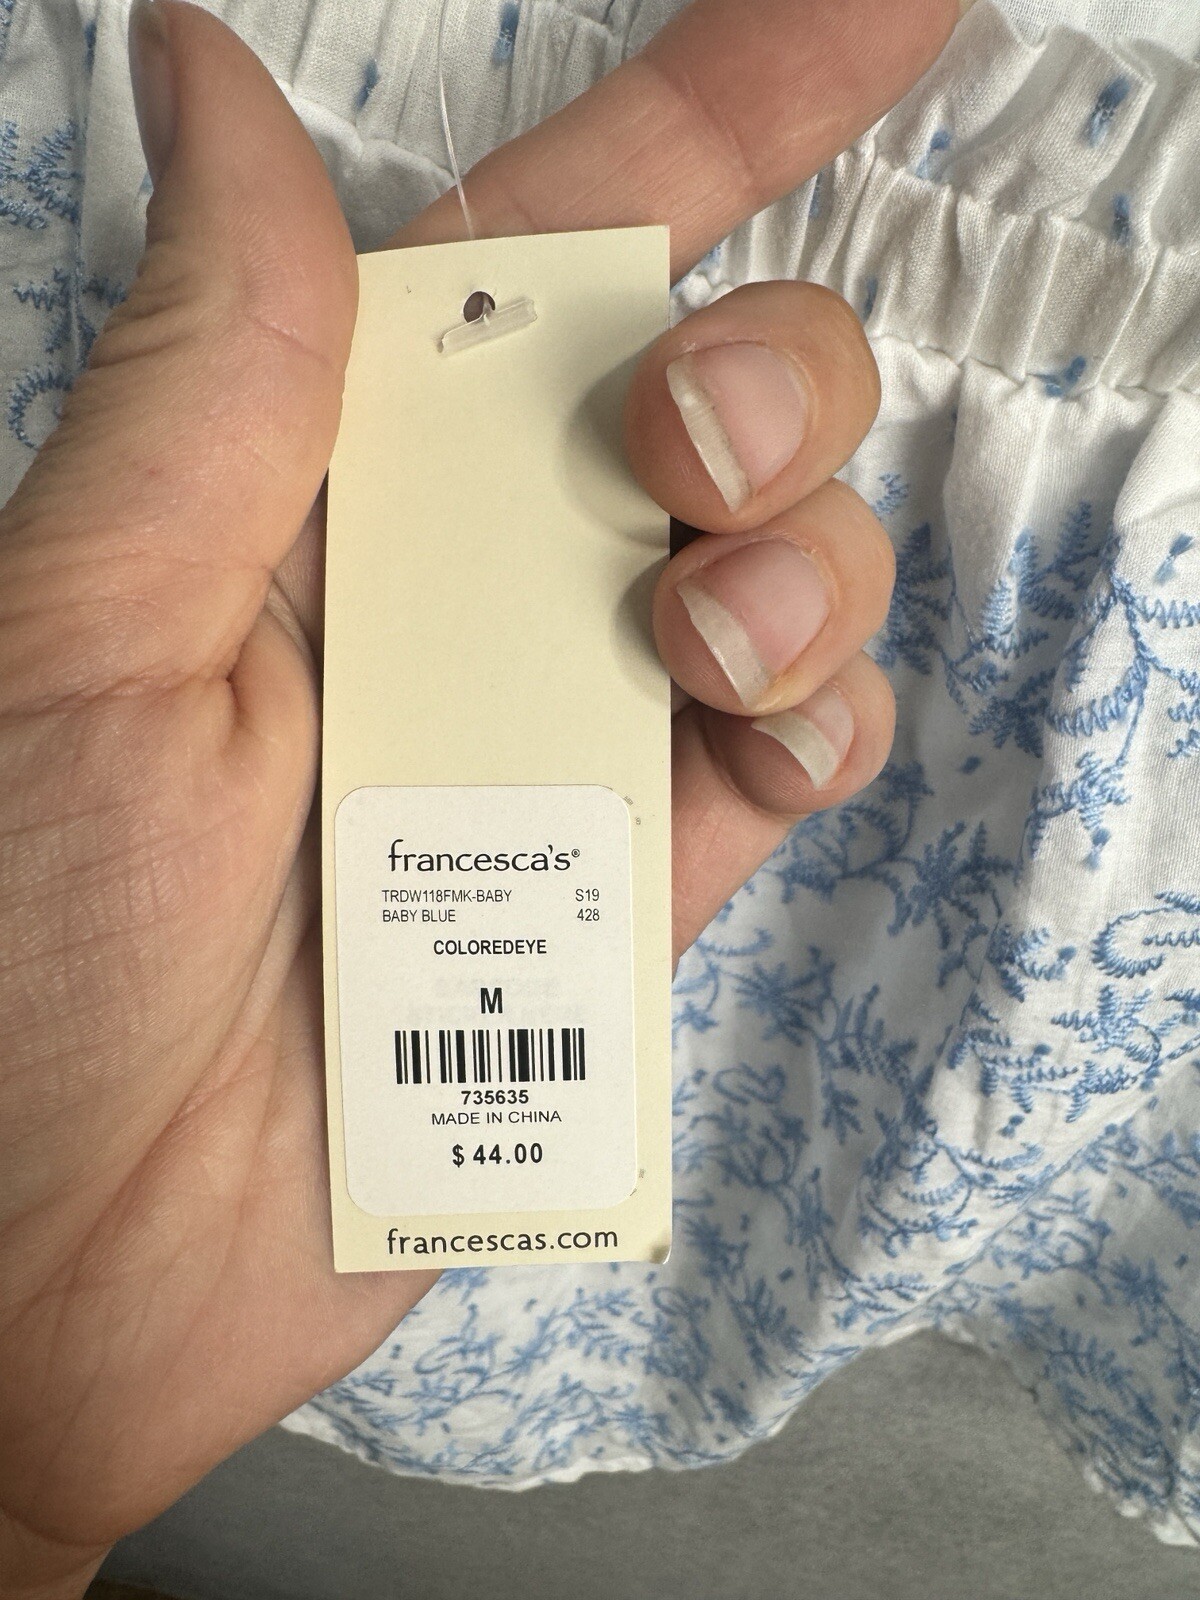 francesca's®
TRDW118FMK-BABY S19
BABY BLUE 428
COLOREDEYE
M
735635
MADE IN CHINA
$ 44.00
francescas.com